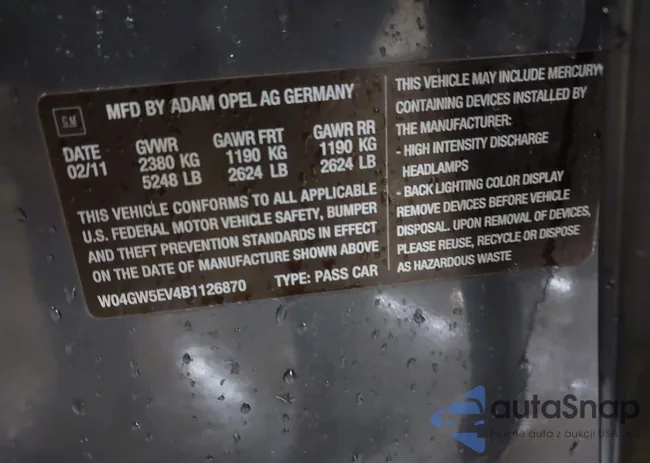 GM
MFD BY ADAM OPEL AG GERMANY
DATE GVWR GAWR FRT GAWR RR
02/11 2380 KG 1190 KG 1190 KG
5248 LB 2624 LB 2624 LB
THIS VEHICLE CONFORMS TO ALL APPLICABLE
U.S. FEDERAL MOTOR VEHICLE SAFETY, BUMPER
AND THEFT PREVENTION STANDARDS IN EFFECT
ON THE DATE OF MANUFACTURE SHOWN ABOVE
W04GW5EV4B1126870 TYPE: PASS CAR
THIS VEHICLE MAY INCLUDE MERCURY
CONTAINING DEVICES INSTALLED BY
THE MANUFACTURER:
- HIGH INTENSITY DISCHARGE
HEADLAMPS
- BACK LIGHTING COLOR DISPLAY
REMOVE DEVICES BEFORE VEHICLE
DISPOSAL. UPON REMOVAL OF DEVICES,
PLEASE REUSE, RECYCLE OR DISPOSE
AS HAZARDOUS WASTE
autaSnap
Piękne auta z aukcji USA